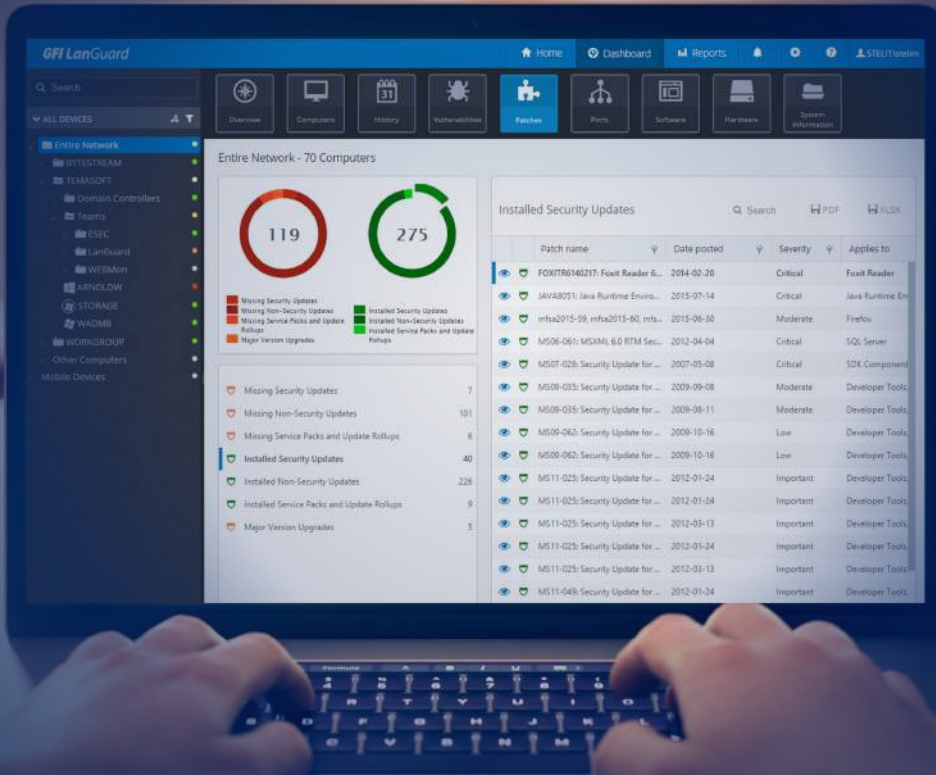 GFI LanGuard
Home
Dashboard
Reports
Search
ALL DEVICES
Entire Network
BYTESTREAM
TEMASOFT
Domain Controllers
Teams
ESEC
LanGuard
WEBMon
ARNOLDW
STORAGE
WADM8
WORKGROUP
Other Computers
Mobile Devices
Overview
Computers
31
History
Vulnerabilities
Patches
Ports
Software
Hardware
System
Information
Entire Network - 70 Computers
119
275
Missing Security Updates
Missing Non-Security Updates
Missing Service Packs and Update
Rollups
Major Version Upgrades
Installed Security Updates
Installed Non-Security Updates
Installed Service Packs and Update
Rollups
Missing Security Updates 7
Missing Non-Security Updates 101
Missing Service Packs and Update Rollups 6
Installed Security Updates 40
Installed Non-Security Updates 226
Installed Service Packs and Update Rollups 9
Major Version Upgrades 5
Installed Security Updates
Search
PDF
XLSX
Patch name Date posted Severity Applies to
FOXITR6140217: Foxit Reader 6... 2014-02-20 Critical Foxit Reader
JAVA8051: Java Runtime Enviro... 2015-07-14 Critical Java Runtime En
mfsa2015-59, mfsa2015-60, mfs... 2015-06-30 Moderate Firefox
MS06-061: MSXML 6.0 RTM Sec... 2012-04-04 Critical SQL Server
MS07-028: Security Update for ... 2007-05-08 Critical SDK Component
MS09-035: Security Update for ... 2009-09-08 Moderate Developer Tools,
MS09-035: Security Update for ... 2009-08-11 Moderate Developer Tools,
MS09-062: Security Update for ... 2009-10-16 Low Developer Tools,
MS09-062: Security Update for ... 2009-10-16 Low Developer Tools,
MS11-025: Security Update for ... 2012-01-24 Important Developer Tools,
MS11-025: Security Update for ... 2012-01-24 Important Developer Tools,
MS11-025: Security Update for ... 2012-03-13 Important Developer Tools,
MS11-025: Security Update for ... 2012-01-24 Important Developer Tools,
MS11-025: Security Update for ... 2012-03-13 Important Developer Tools,
MS11-049: Security Update for ... 2012-01-24 Important Developer Tools,